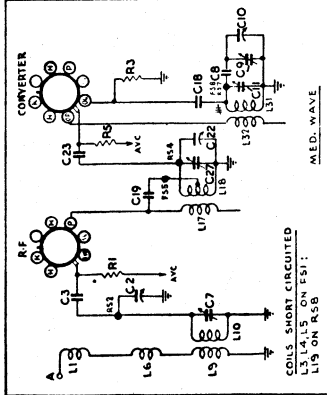 CONVERTER
R·F
C3
R1
AVC
C2
RS2
A
L1
L6
L9
L10
C7
C19
FS5
L17
L18
C27
C22
RS4
C23
R5
AVC
R3
C18
C8
C10
C9
C11
L31
L32
MED. WAVE
COILS SHORT CIRCUITED
L3, L4, L5 ON FS1;
L19 ON RS8